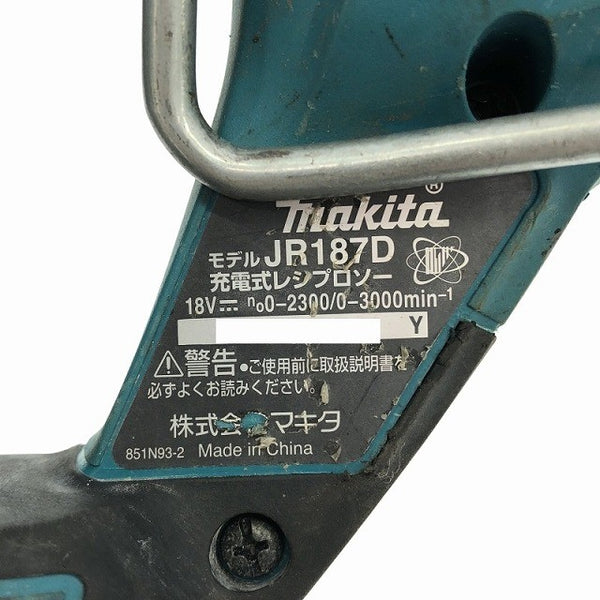 makita®
モデル JR187D
充電式レシプロソー
18V⎓ n₀0-2300/0-3000min⁻¹
Y
⚠警告●ご使用前に取扱説明書を
必ずよくお読みください。
株式会社マキタ
851N93-2 Made in China